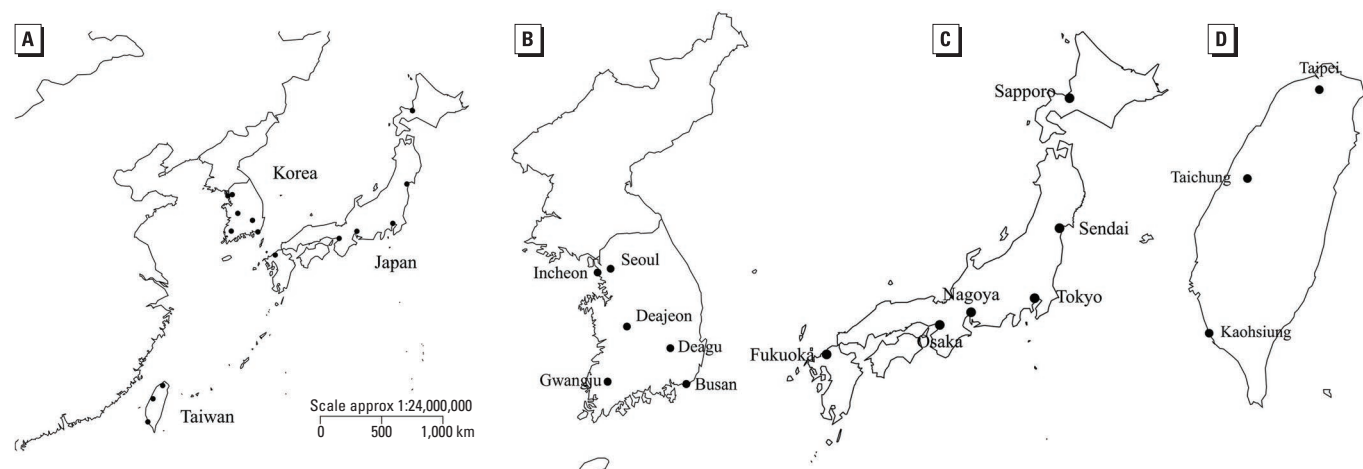 A
Korea
Japan
Taiwan
Scale approx 1:24,000,000
0 500 1,000 km
B
Incheon
Seoul
Deajeon
Deagu
Gwangju
Busan
C
Sapporo
Sendai
Nagoya
Tokyo
Osaka
Fukuoka
D
Taipei
Taichung
Kaohsiung